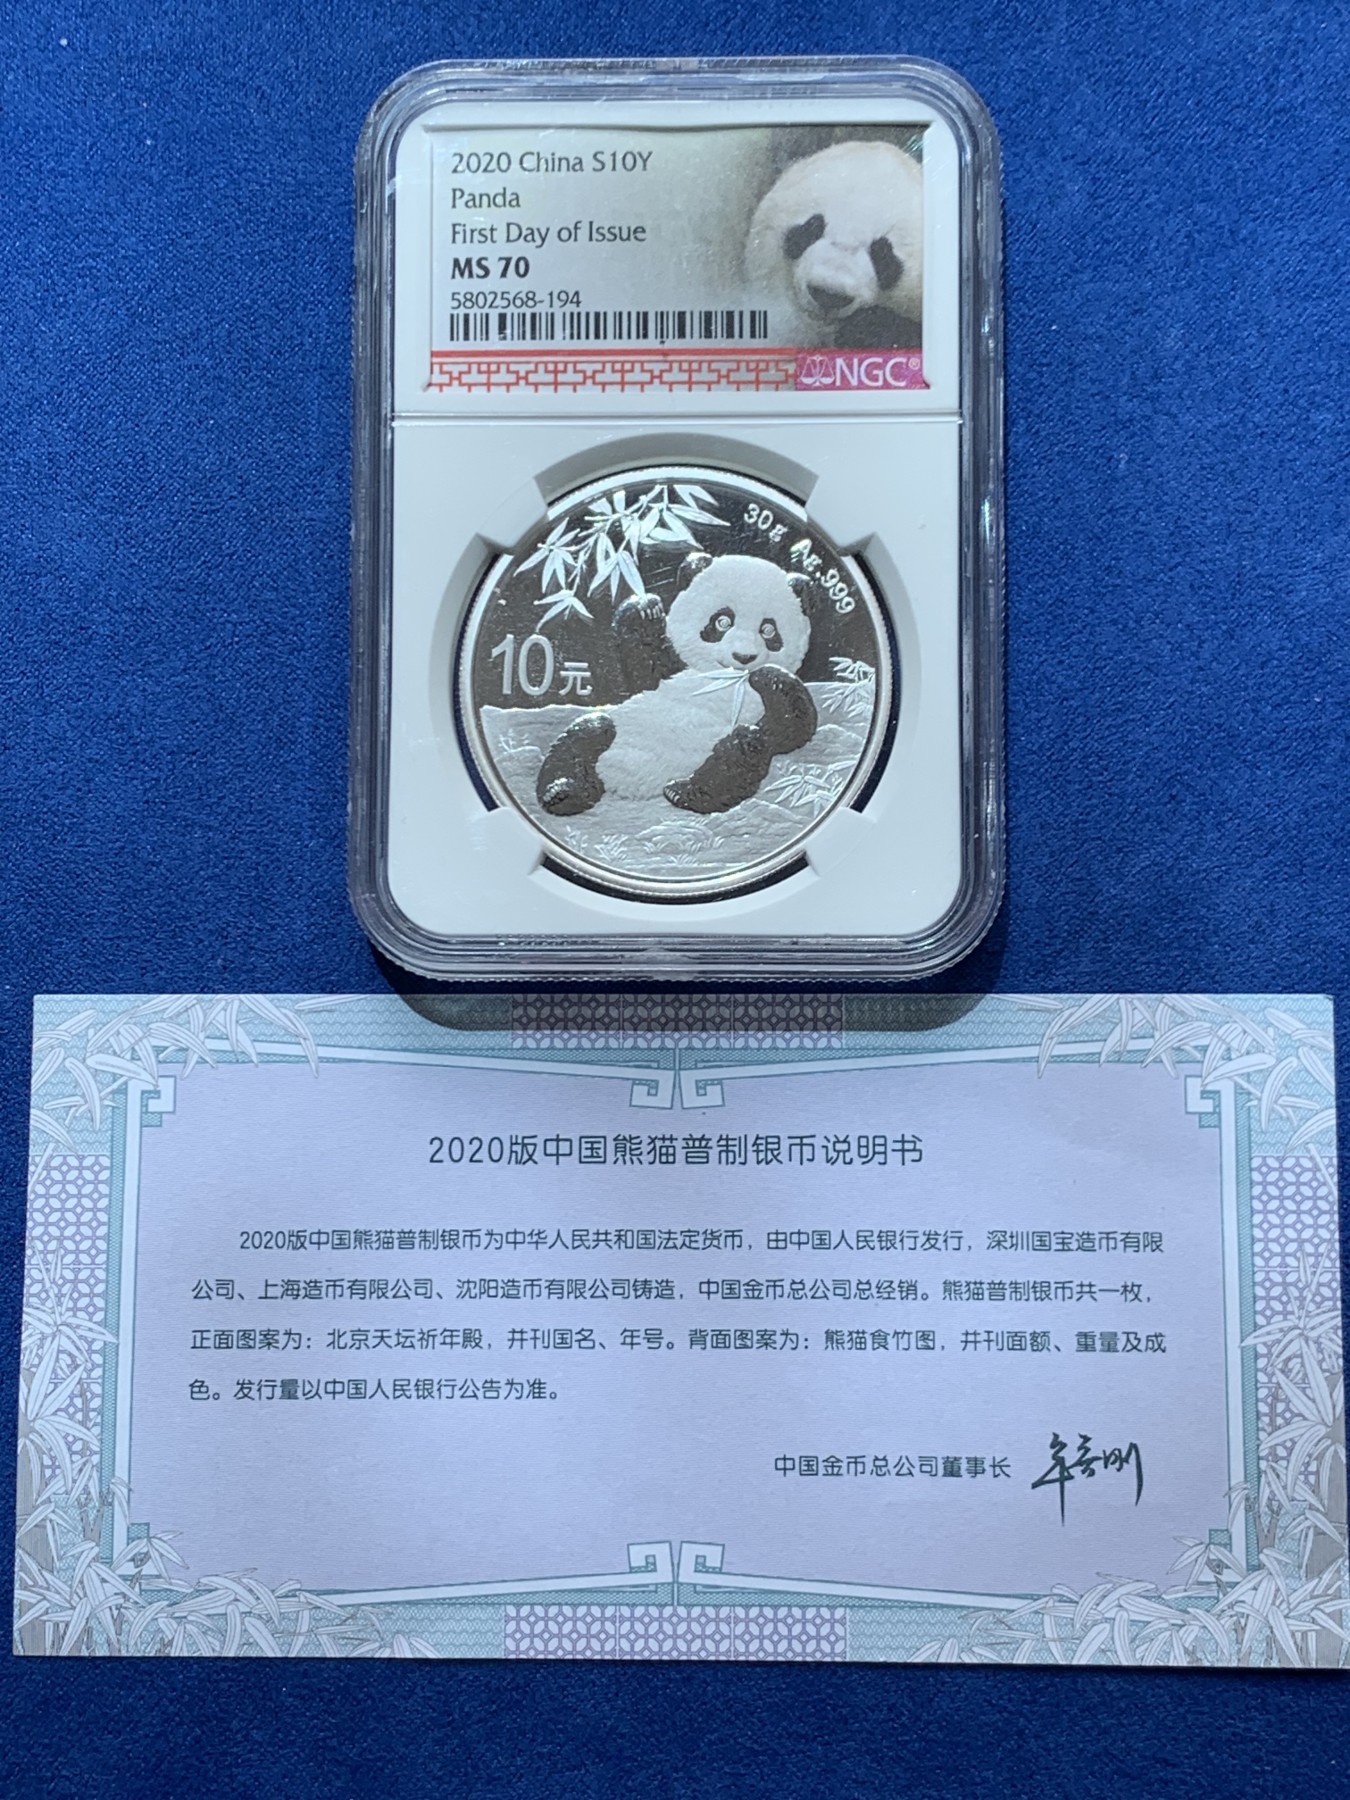 2020 China S10Y
Panda
First Day of Issue
MS 70
5802568-194
NGC®
30g Ag.999
10元
2020版中国熊猫普制银币说明书
2020版中国熊猫普制银币为中华人民共和国法定货币，由中国人民银行发行，深圳国宝造币有限
公司、上海造币有限公司、沈阳造币有限公司铸造，中国金币总公司总经销。熊猫普制银币共一枚，
正面图案为：北京天坛祈年殿，并刊国名、年号。背面图案为：熊猫食竹图，并刊面额、重量及成
色。发行量以中国人民银行公告为准。
中国金币总公司董事长